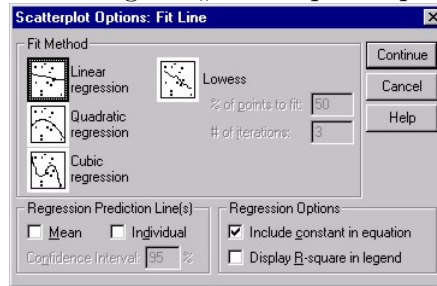 Scatterplot Options: Fit Line
Fit Method
Linear regression
Quadratic regression
Cubic regression
Lowess
% of points to fit: 50
# of iterations: 3
Continue
Cancel
Help
Regression Prediction Line(s)
Mean Individual
Confidence Interval: 95 %
Regression Options
Include constant in equation
Display R-square in legend